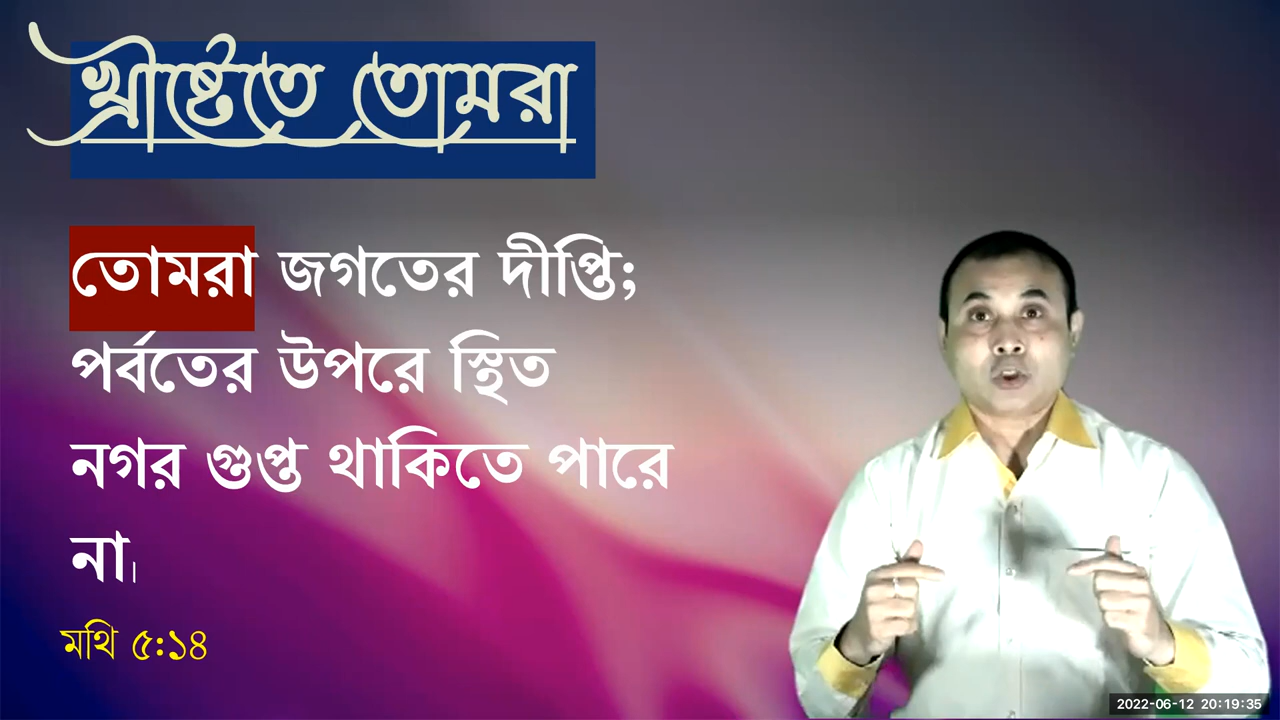 খ্রীষ্টেতে তোমরা
তোমরা জগতের দীপ্তি;
পর্বতের উপরে স্থিত
নগর গুপ্ত থাকিতে পারে
না।
মথি ৫:১৪
2022-06-12 20:19:35